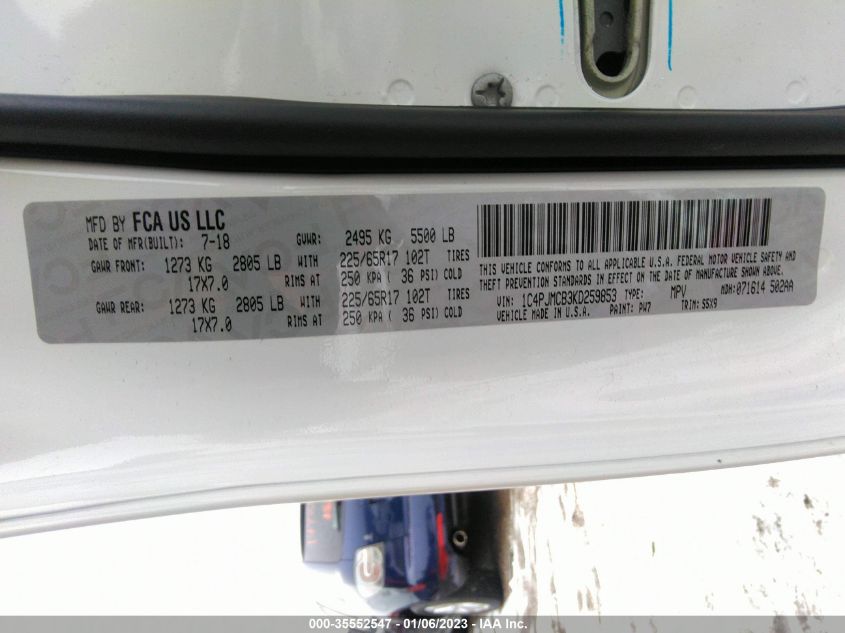 MFD BY FCA US LLC
DATE OF MFR(BUILT): 7-18 GVWR: 2495 KG 5500 LB
GAWR FRONT: 1273 KG 2805 LB WITH 225/65R17 102T TIRES
17X7.0 RIMS AT 250 KPA ( 36 PSI) COLD
GAWR REAR: 1273 KG 2805 LB WITH 225/65R17 102T TIRES
17X7.0 RIMS AT 250 KPA ( 36 PSI) COLD
THIS VEHICLE CONFORMS TO ALL APPLICABLE U.S.A. FEDERAL MOTOR VEHICLE SAFETY AND
THEFT PREVENTION STANDARDS IN EFFECT ON THE DATE OF MANUFACTURE SHOWN ABOVE.
VIN: 1C4PJMCB3KD259853 TYPE: MPV MDH:071614 502AA
VEHICLE MADE IN U.S.A. PAINT: PW7 TRIM: S5X9
000-35552547 - 01/06/2023 - IAA Inc.